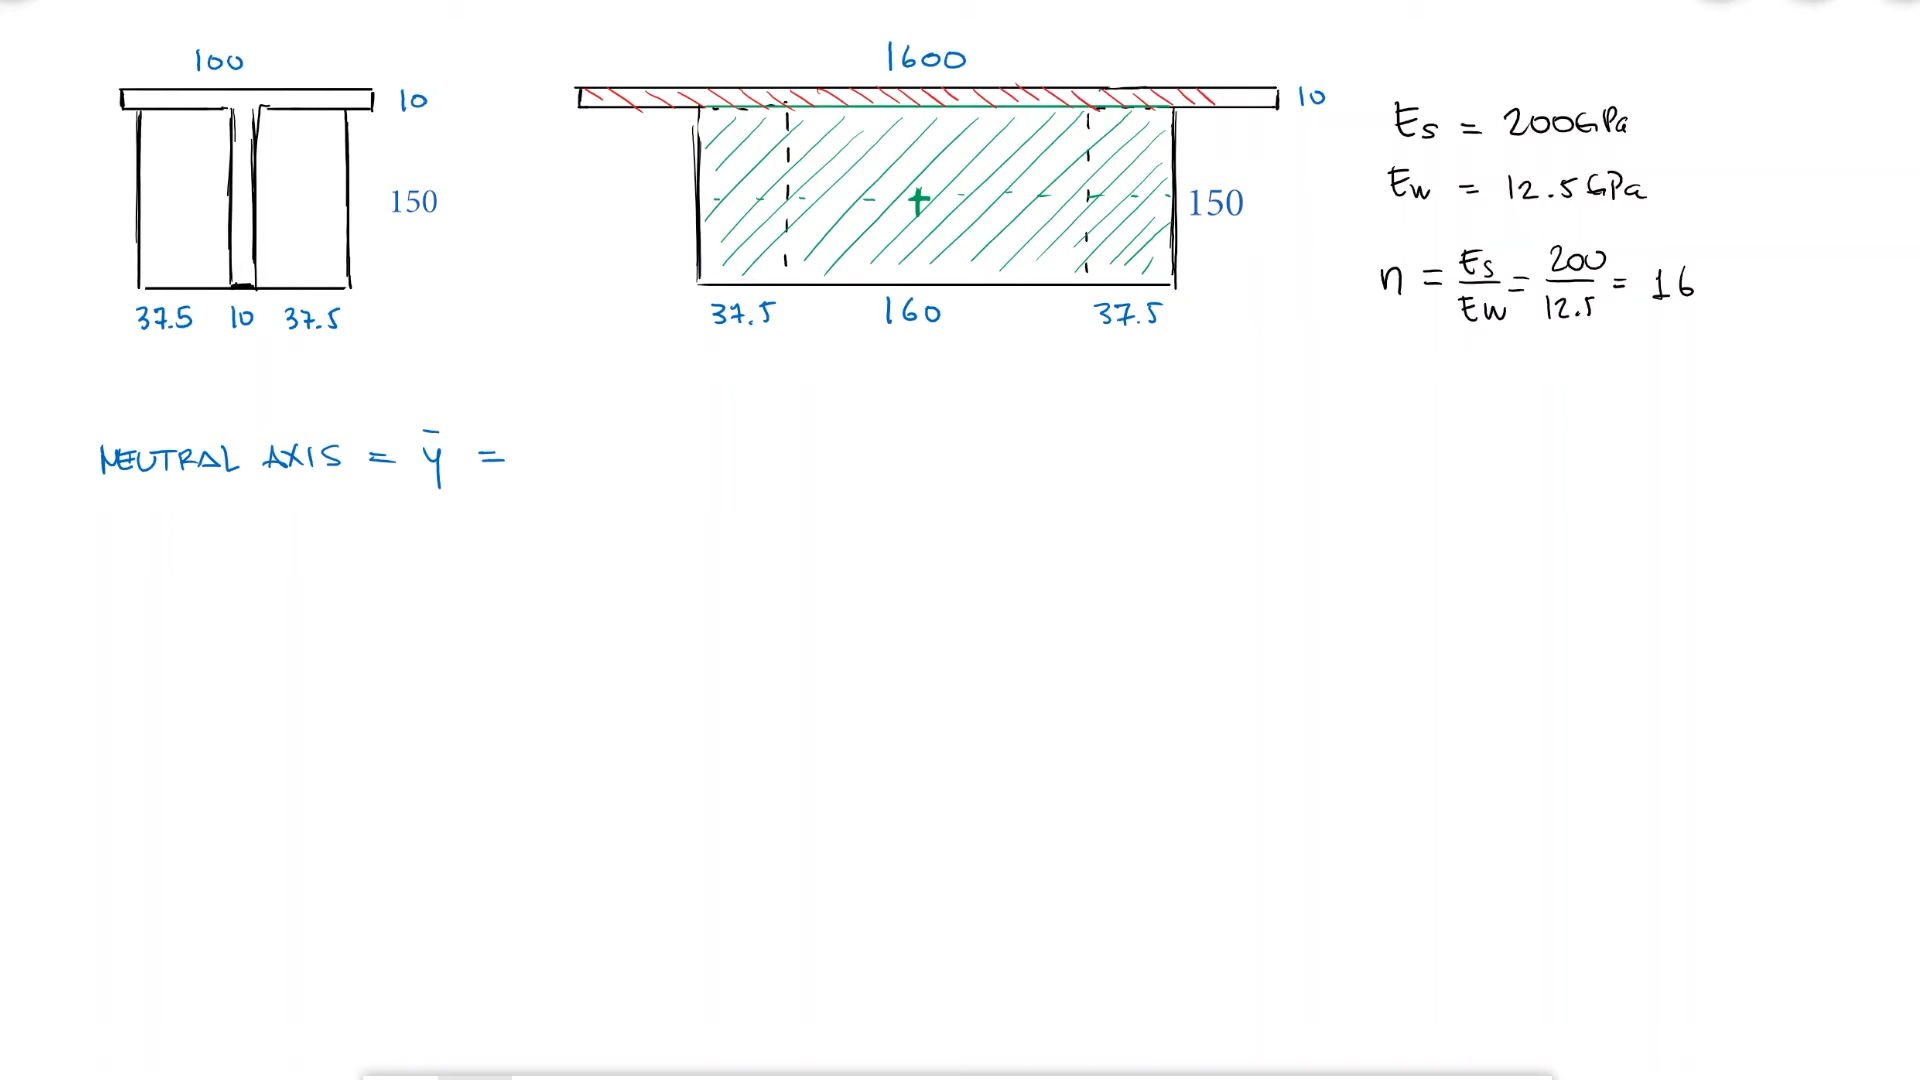 100
10
150
37.5 10 37.5
1600
10
150
37.5 160 37.5
Es = 200GPa
Ew = 12.5GPa
n = Es/Ew = 200/12.5 = 16
NEUTRAL AXIS = ȳ =